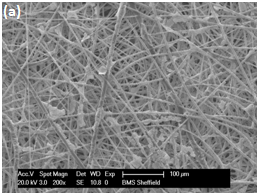 (a)
Acc.V Spot Magn Det WD Exp 100 μm
20.0 kV 3.0 200x SE 10.8 0 BMS Sheffield